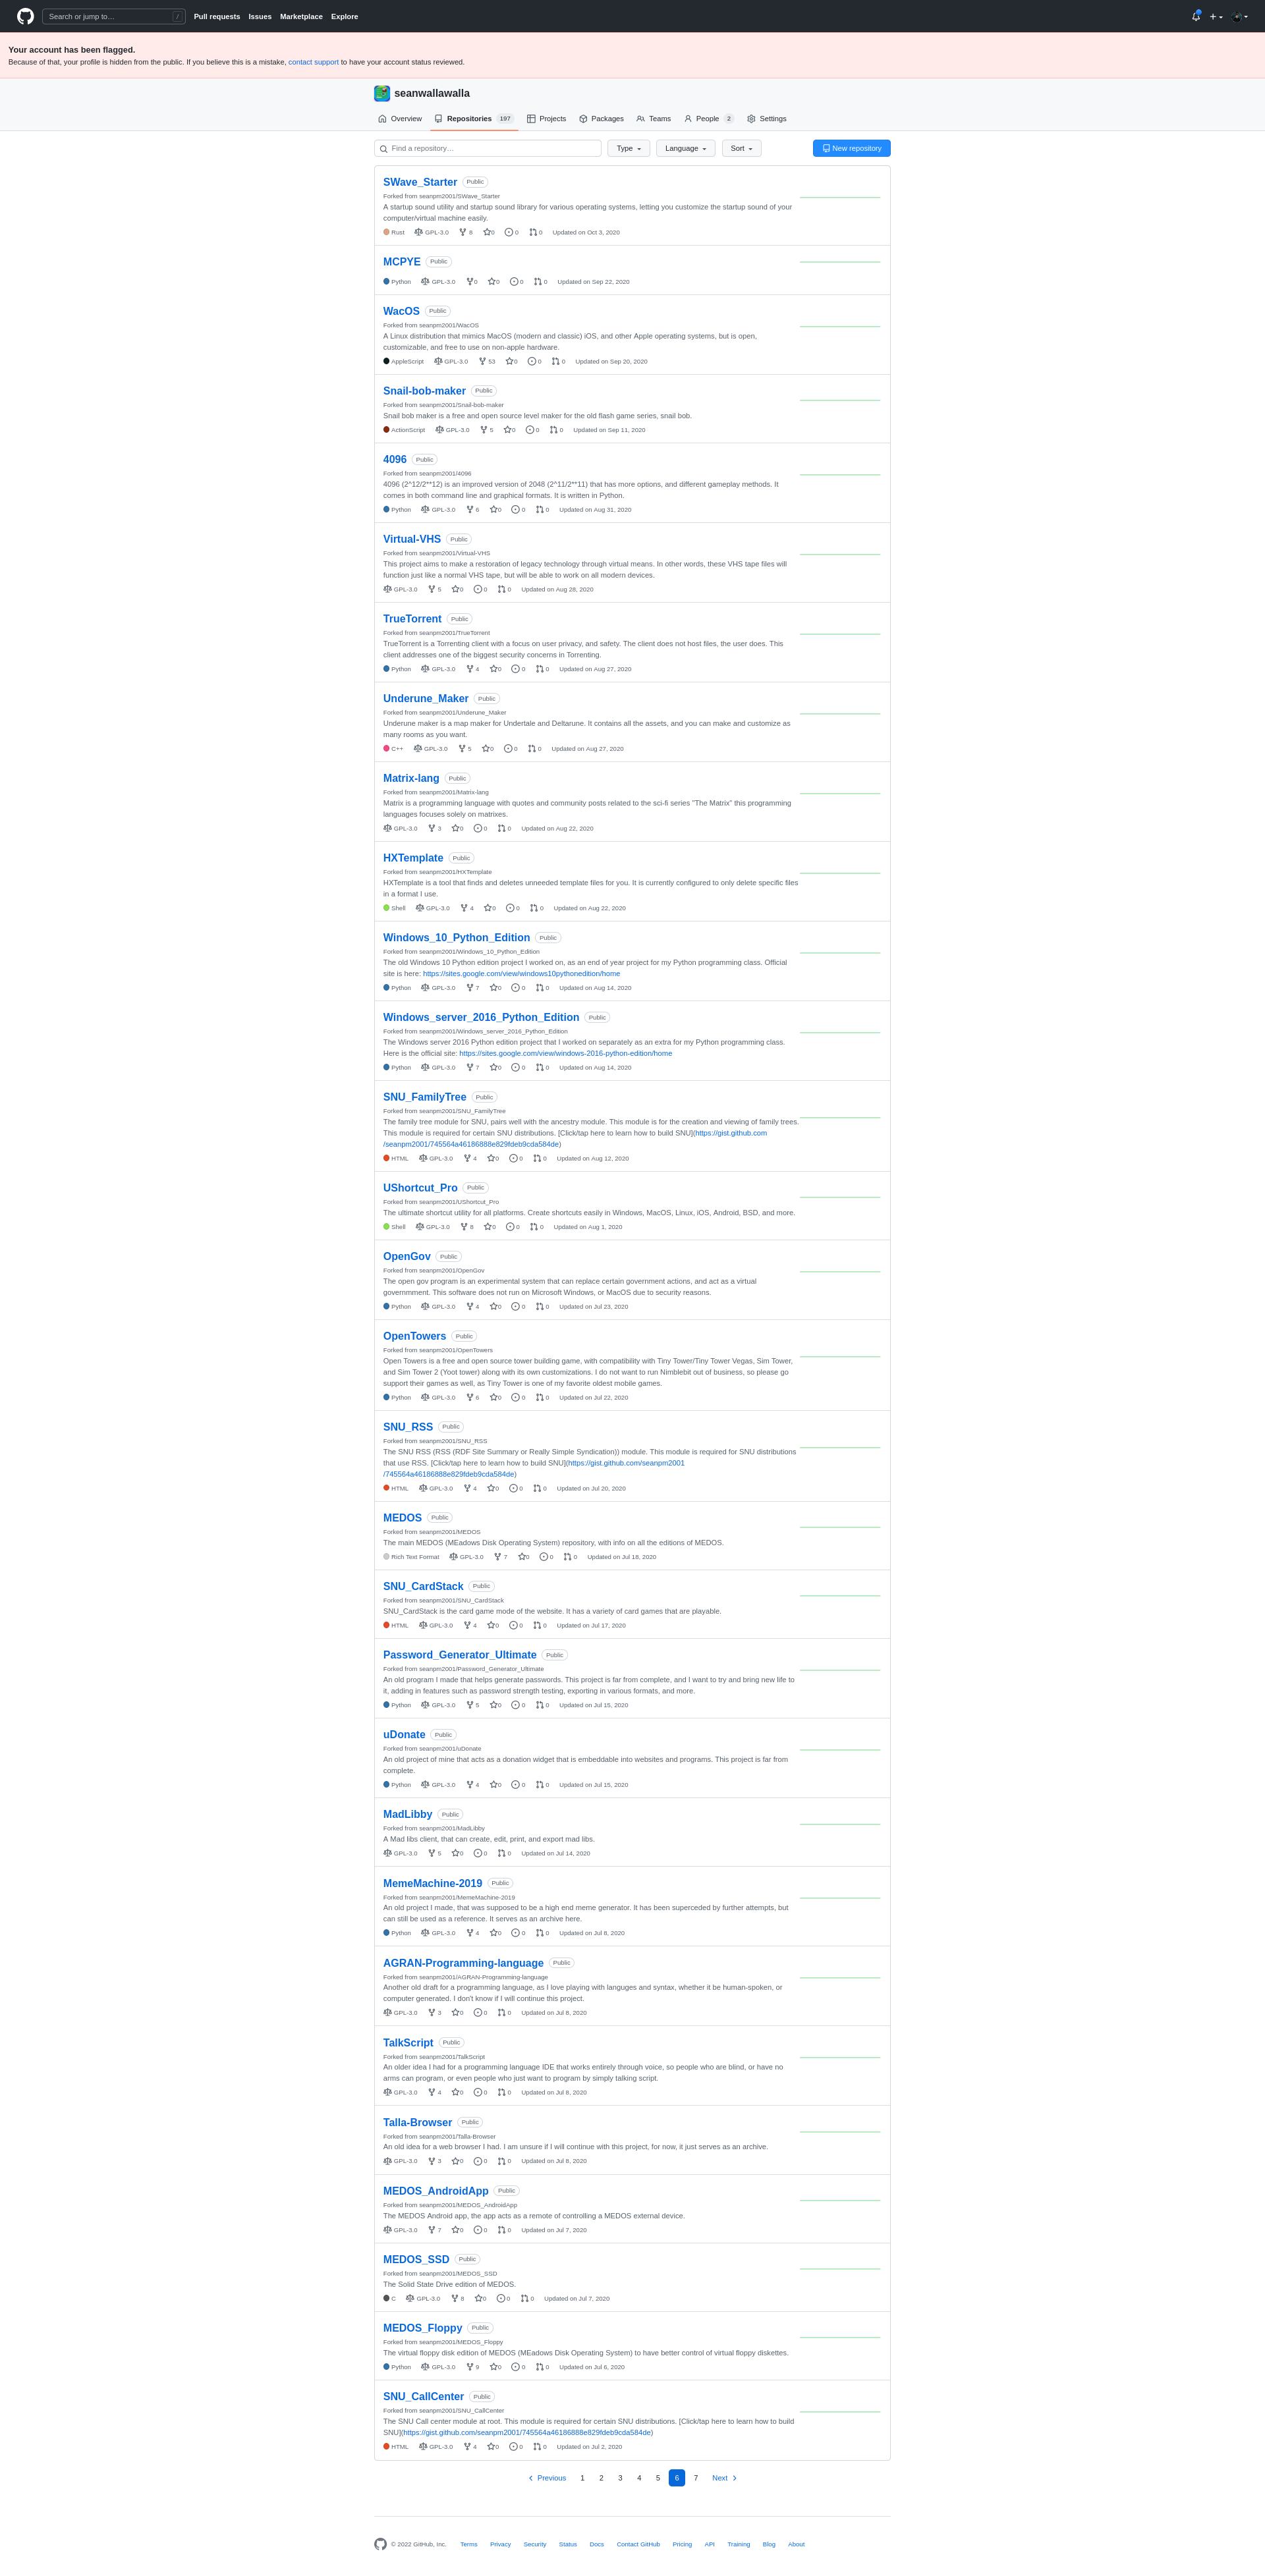 Search or jump to… /
Pull requests Issues Marketplace Explore
Your account has been flagged.
Because of that, your profile is hidden from the public. If you believe this is a mistake, contact support to have your account status reviewed.
seanwallawalla
Overview Repositories 197 Projects Packages Teams People 2 Settings
Find a repository… Type Language Sort New repository
SWave_Starter Public
Forked from seanpm2001/SWave_Starter
A startup sound utility and startup sound library for various operating systems, letting you customize the startup sound of your
computer/virtual machine easily.
Rust GPL-3.0 8 0 0 0 Updated on Oct 3, 2020
MCPYE Public
Python GPL-3.0 0 0 0 0 Updated on Sep 22, 2020
WacOS Public
Forked from seanpm2001/WacOS
A Linux distribution that mimics MacOS (modern and classic) iOS, and other Apple operating systems, but is open,
customizable, and free to use on non-apple hardware.
AppleScript GPL-3.0 53 0 0 0 Updated on Sep 20, 2020
Snail-bob-maker Public
Forked from seanpm2001/Snail-bob-maker
Snail bob maker is a free and open source level maker for the old flash game series, snail bob.
ActionScript GPL-3.0 5 0 0 0 Updated on Sep 11, 2020
4096 Public
Forked from seanpm2001/4096
4096 (2^12/2**12) is an improved version of 2048 (2^11/2**11) that has more options, and different gameplay methods. It
comes in both command line and graphical formats. It is written in Python.
Python GPL-3.0 6 0 0 0 Updated on Aug 31, 2020
Virtual-VHS Public
Forked from seanpm2001/Virtual-VHS
This project aims to make a restoration of legacy technology through virtual means. In other words, these VHS tape files will
function just like a normal VHS tape, but will be able to work on all modern devices.
GPL-3.0 5 0 0 0 Updated on Aug 28, 2020
TrueTorrent Public
Forked from seanpm2001/TrueTorrent
TrueTorrent is a Torrenting client with a focus on user privacy, and safety. The client does not host files, the user does. This
client addresses one of the biggest security concerns in Torrenting.
Python GPL-3.0 4 0 0 0 Updated on Aug 27, 2020
Underune_Maker Public
Forked from seanpm2001/Underune_Maker
Underune maker is a map maker for Undertale and Deltarune. It contains all the assets, and you can make and customize as
many rooms as you want.
C++ GPL-3.0 5 0 0 0 Updated on Aug 27, 2020
Matrix-lang Public
Forked from seanpm2001/Matrix-lang
Matrix is a programming language with quotes and community posts related to the sci-fi series "The Matrix" this programming
languages focuses solely on matrixes.
GPL-3.0 3 0 0 0 Updated on Aug 22, 2020
HXTemplate Public
Forked from seanpm2001/HXTemplate
HXTemplate is a tool that finds and deletes unneeded template files for you. It is currently configured to only delete specific files
in a format I use.
Shell GPL-3.0 4 0 0 0 Updated on Aug 22, 2020
Windows_10_Python_Edition Public
Forked from seanpm2001/Windows_10_Python_Edition
The old Windows 10 Python edition project I worked on, as an end of year project for my Python programming class. Official
site is here: https://sites.google.com/view/windows10pythonedition/home
Python GPL-3.0 7 0 0 0 Updated on Aug 14, 2020
Windows_server_2016_Python_Edition Public
Forked from seanpm2001/Windows_server_2016_Python_Edition
The Windows server 2016 Python edition project that I worked on separately as an extra for my Python programming class.
Here is the official site: https://sites.google.com/view/windows-2016-python-edition/home
Python GPL-3.0 7 0 0 0 Updated on Aug 14, 2020
SNU_FamilyTree Public
Forked from seanpm2001/SNU_FamilyTree
The family tree module for SNU, pairs well with the ancestry module. This module is for the creation and viewing of family trees.
This module is required for certain SNU distributions. [Click/tap here to learn how to build SNU](https://gist.github.com
/seanpm2001/745564a46186888e829fdeb9cda584de)
HTML GPL-3.0 4 0 0 0 Updated on Aug 12, 2020
UShortcut_Pro Public
Forked from seanpm2001/UShortcut_Pro
The ultimate shortcut utility for all platforms. Create shortcuts easily in Windows, MacOS, Linux, iOS, Android, BSD, and more.
Shell GPL-3.0 8 0 0 0 Updated on Aug 1, 2020
OpenGov Public
Forked from seanpm2001/OpenGov
The open gov program is an experimental system that can replace certain government actions, and act as a virtual
governmment. This software does not run on Microsoft Windows, or MacOS due to security reasons.
Python GPL-3.0 4 0 0 0 Updated on Jul 23, 2020
OpenTowers Public
Forked from seanpm2001/OpenTowers
Open Towers is a free and open source tower building game, with compatibility with Tiny Tower/Tiny Tower Vegas, Sim Tower,
and Sim Tower 2 (Yoot tower) along with its own customizations. I do not want to run Nimblebit out of business, so please go
support their games as well, as Tiny Tower is one of my favorite oldest mobile games.
Python GPL-3.0 6 0 0 0 Updated on Jul 22, 2020
SNU_RSS Public
Forked from seanpm2001/SNU_RSS
The SNU RSS (RSS (RDF Site Summary or Really Simple Syndication)) module. This module is required for SNU distributions
that use RSS. [Click/tap here to learn how to build SNU](https://gist.github.com/seanpm2001
/745564a46186888e829fdeb9cda584de)
HTML GPL-3.0 4 0 0 0 Updated on Jul 20, 2020
MEDOS Public
Forked from seanpm2001/MEDOS
The main MEDOS (MEadows Disk Operating System) repository, with info on all the editions of MEDOS.
Rich Text Format GPL-3.0 7 0 0 0 Updated on Jul 18, 2020
SNU_CardStack Public
Forked from seanpm2001/SNU_CardStack
SNU_CardStack is the card game mode of the website. It has a variety of card games that are playable.
HTML GPL-3.0 4 0 0 0 Updated on Jul 17, 2020
Password_Generator_Ultimate Public
Forked from seanpm2001/Password_Generator_Ultimate
An old program I made that helps generate passwords. This project is far from complete, and I want to try and bring new life to
it, adding in features such as password strength testing, exporting in various formats, and more.
Python GPL-3.0 5 0 0 0 Updated on Jul 15, 2020
uDonate Public
Forked from seanpm2001/uDonate
An old project of mine that acts as a donation widget that is embeddable into websites and programs. This project is far from
complete.
Python GPL-3.0 4 0 0 0 Updated on Jul 15, 2020
MadLibby Public
Forked from seanpm2001/MadLibby
A Mad libs client, that can create, edit, print, and export mad libs.
GPL-3.0 5 0 0 0 Updated on Jul 14, 2020
MemeMachine-2019 Public
Forked from seanpm2001/MemeMachine-2019
An old project I made, that was supposed to be a high end meme generator. It has been superceded by further attempts, but
can still be used as a reference. It serves as an archive here.
Python GPL-3.0 4 0 0 0 Updated on Jul 8, 2020
AGRAN-Programming-language Public
Forked from seanpm2001/AGRAN-Programming-language
Another old draft for a programming language, as I love playing with languges and syntax, whether it be human-spoken, or
computer generated. I don't know if I will continue this project.
GPL-3.0 3 0 0 0 Updated on Jul 8, 2020
TalkScript Public
Forked from seanpm2001/TalkScript
An older idea I had for a programming language IDE that works entirely through voice, so people who are blind, or have no
arms can program, or even people who just want to program by simply talking script.
GPL-3.0 4 0 0 0 Updated on Jul 8, 2020
Talla-Browser Public
Forked from seanpm2001/Talla-Browser
An old idea for a web browser I had. I am unsure if I will continue with this project, for now, it just serves as an archive.
GPL-3.0 3 0 0 0 Updated on Jul 8, 2020
MEDOS_AndroidApp Public
Forked from seanpm2001/MEDOS_AndroidApp
The MEDOS Android app, the app acts as a remote of controlling a MEDOS external device.
GPL-3.0 7 0 0 0 Updated on Jul 7, 2020
MEDOS_SSD Public
Forked from seanpm2001/MEDOS_SSD
The Solid State Drive edition of MEDOS.
C GPL-3.0 8 0 0 0 Updated on Jul 7, 2020
MEDOS_Floppy Public
Forked from seanpm2001/MEDOS_Floppy
The virtual floppy disk edition of MEDOS (MEadows Disk Operating System) to have better control of virtual floppy diskettes.
Python GPL-3.0 9 0 0 0 Updated on Jul 6, 2020
SNU_CallCenter Public
Forked from seanpm2001/SNU_CallCenter
The SNU Call center module at root. This module is required for certain SNU distributions. [Click/tap here to learn how to build
SNU](https://gist.github.com/seanpm2001/745564a46186888e829fdeb9cda584de)
HTML GPL-3.0 4 0 0 0 Updated on Jul 2, 2020
Previous 1 2 3 4 5 6 7 Next
© 2022 GitHub, Inc. Terms Privacy Security Status Docs Contact GitHub Pricing API Training Blog About